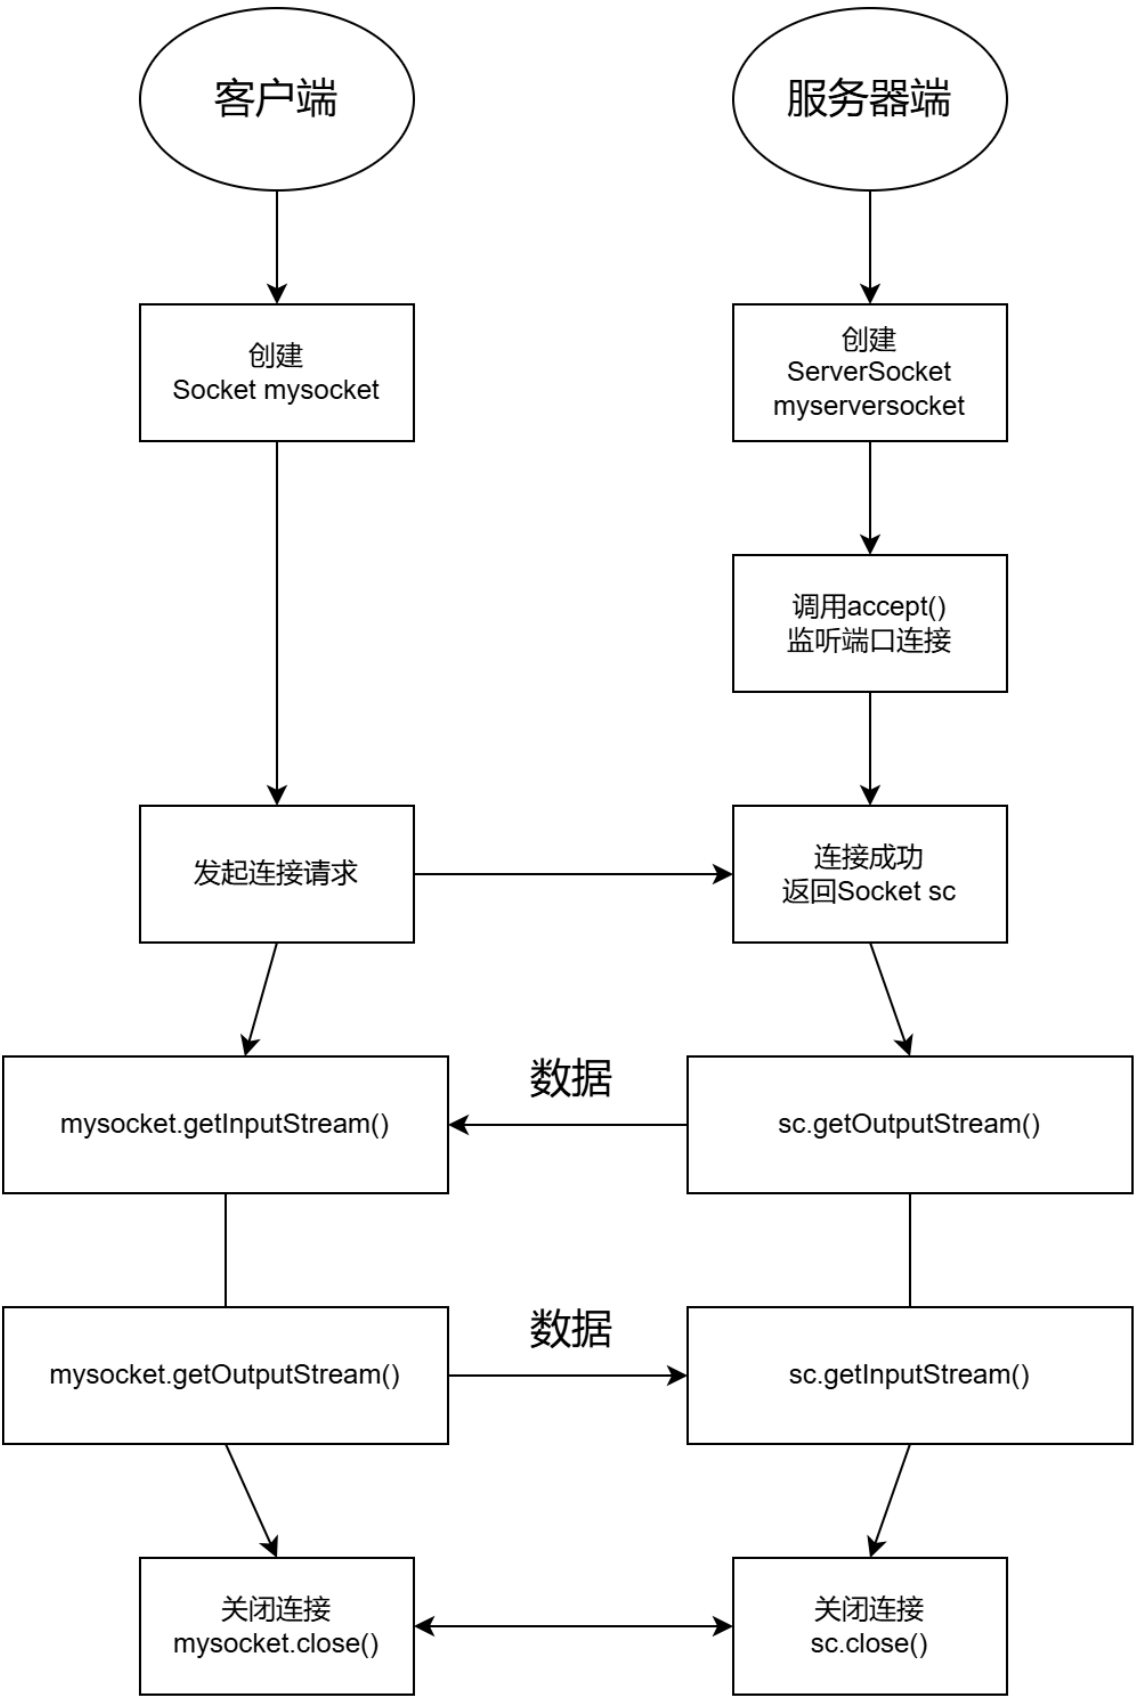 客户端
服务器端
创建
Socket mysocket
创建
ServerSocket
myserversocket
调用accept()
监听端口连接
发起连接请求
连接成功
返回Socket sc
mysocket.getInputStream()
数据
sc.getOutputStream()
mysocket.getOutputStream()
数据
sc.getInputStream()
关闭连接
mysocket.close()
关闭连接
sc.close()